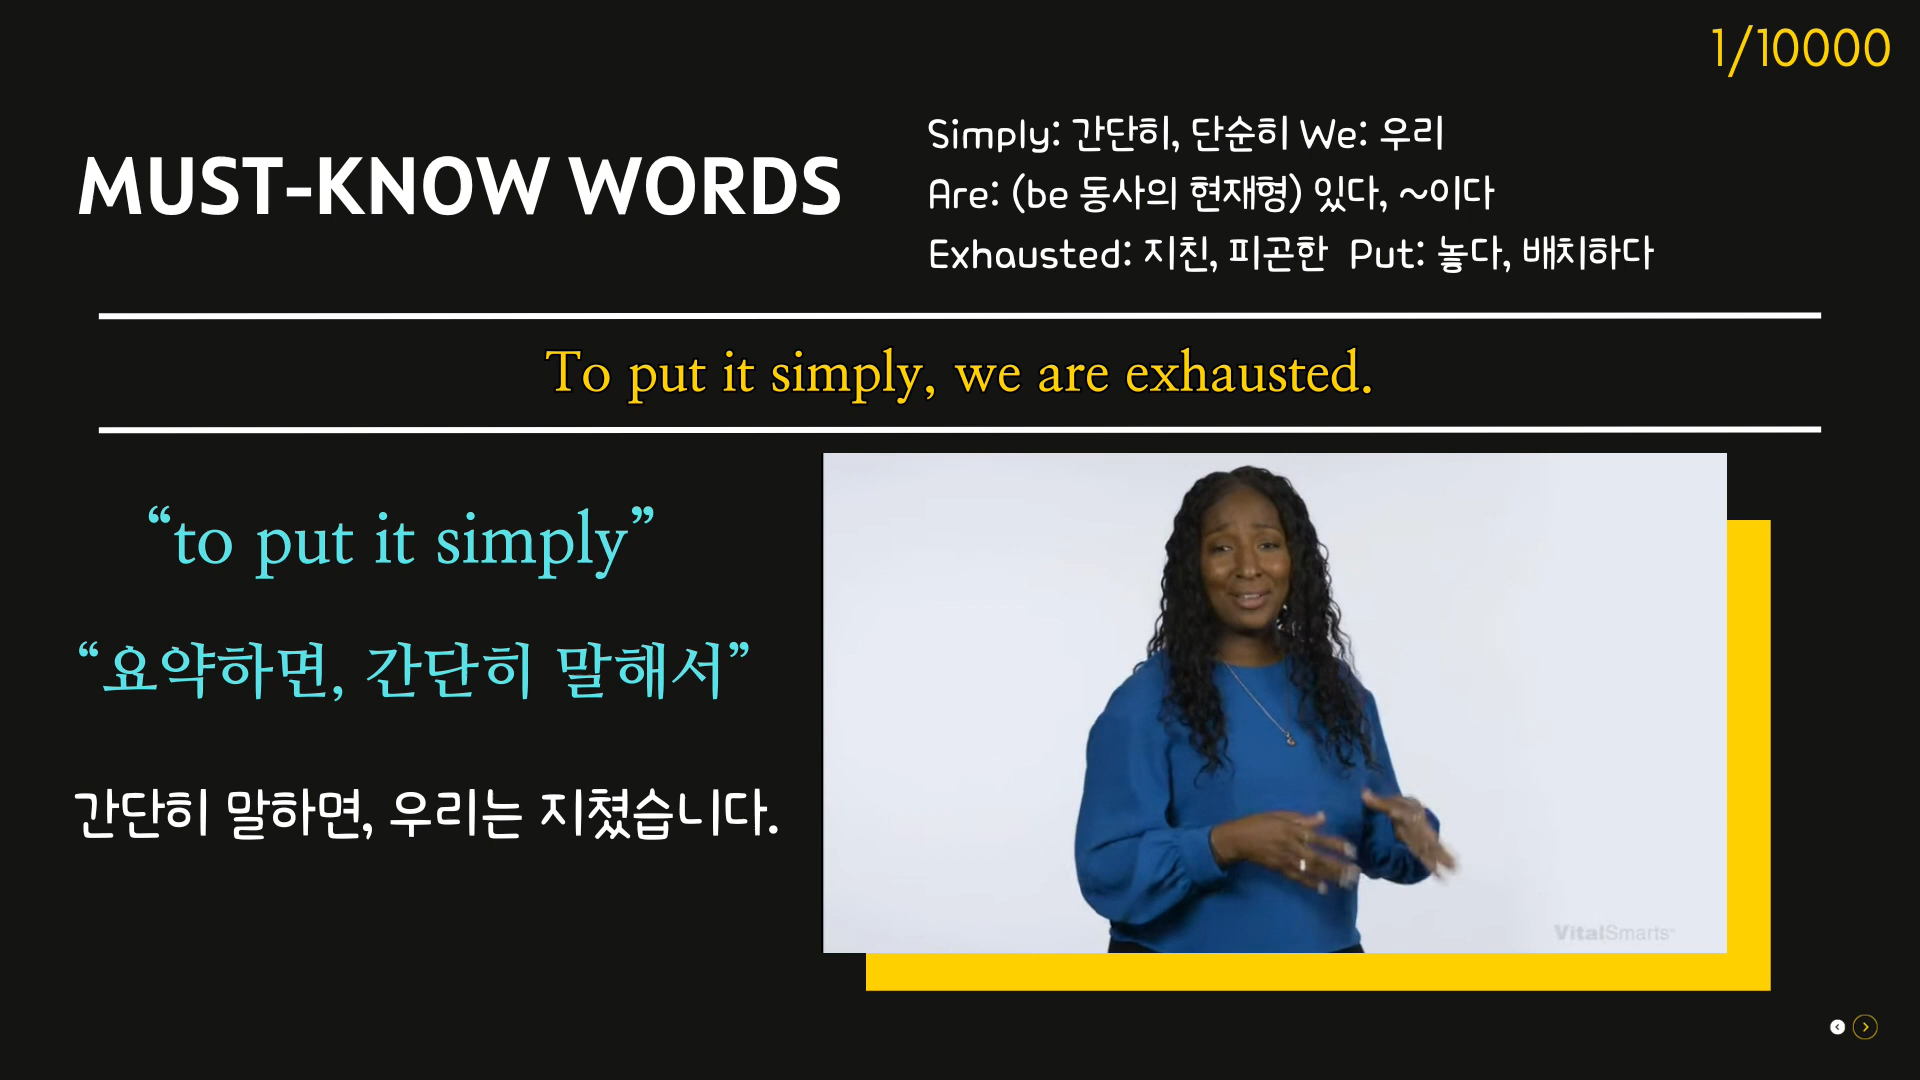 1/10000
MUST-KNOW WORDS
Simply: 간단히, 단순히 We: 우리
Are: (be 동사의 현재형) 있다, ~이다
Exhausted: 지친, 피곤한 Put: 놓다, 배치하다
To put it simply, we are exhausted.
“to put it simply”
“요약하면, 간단히 말해서”
간단히 말하면, 우리는 지쳤습니다.
VitalSmarts